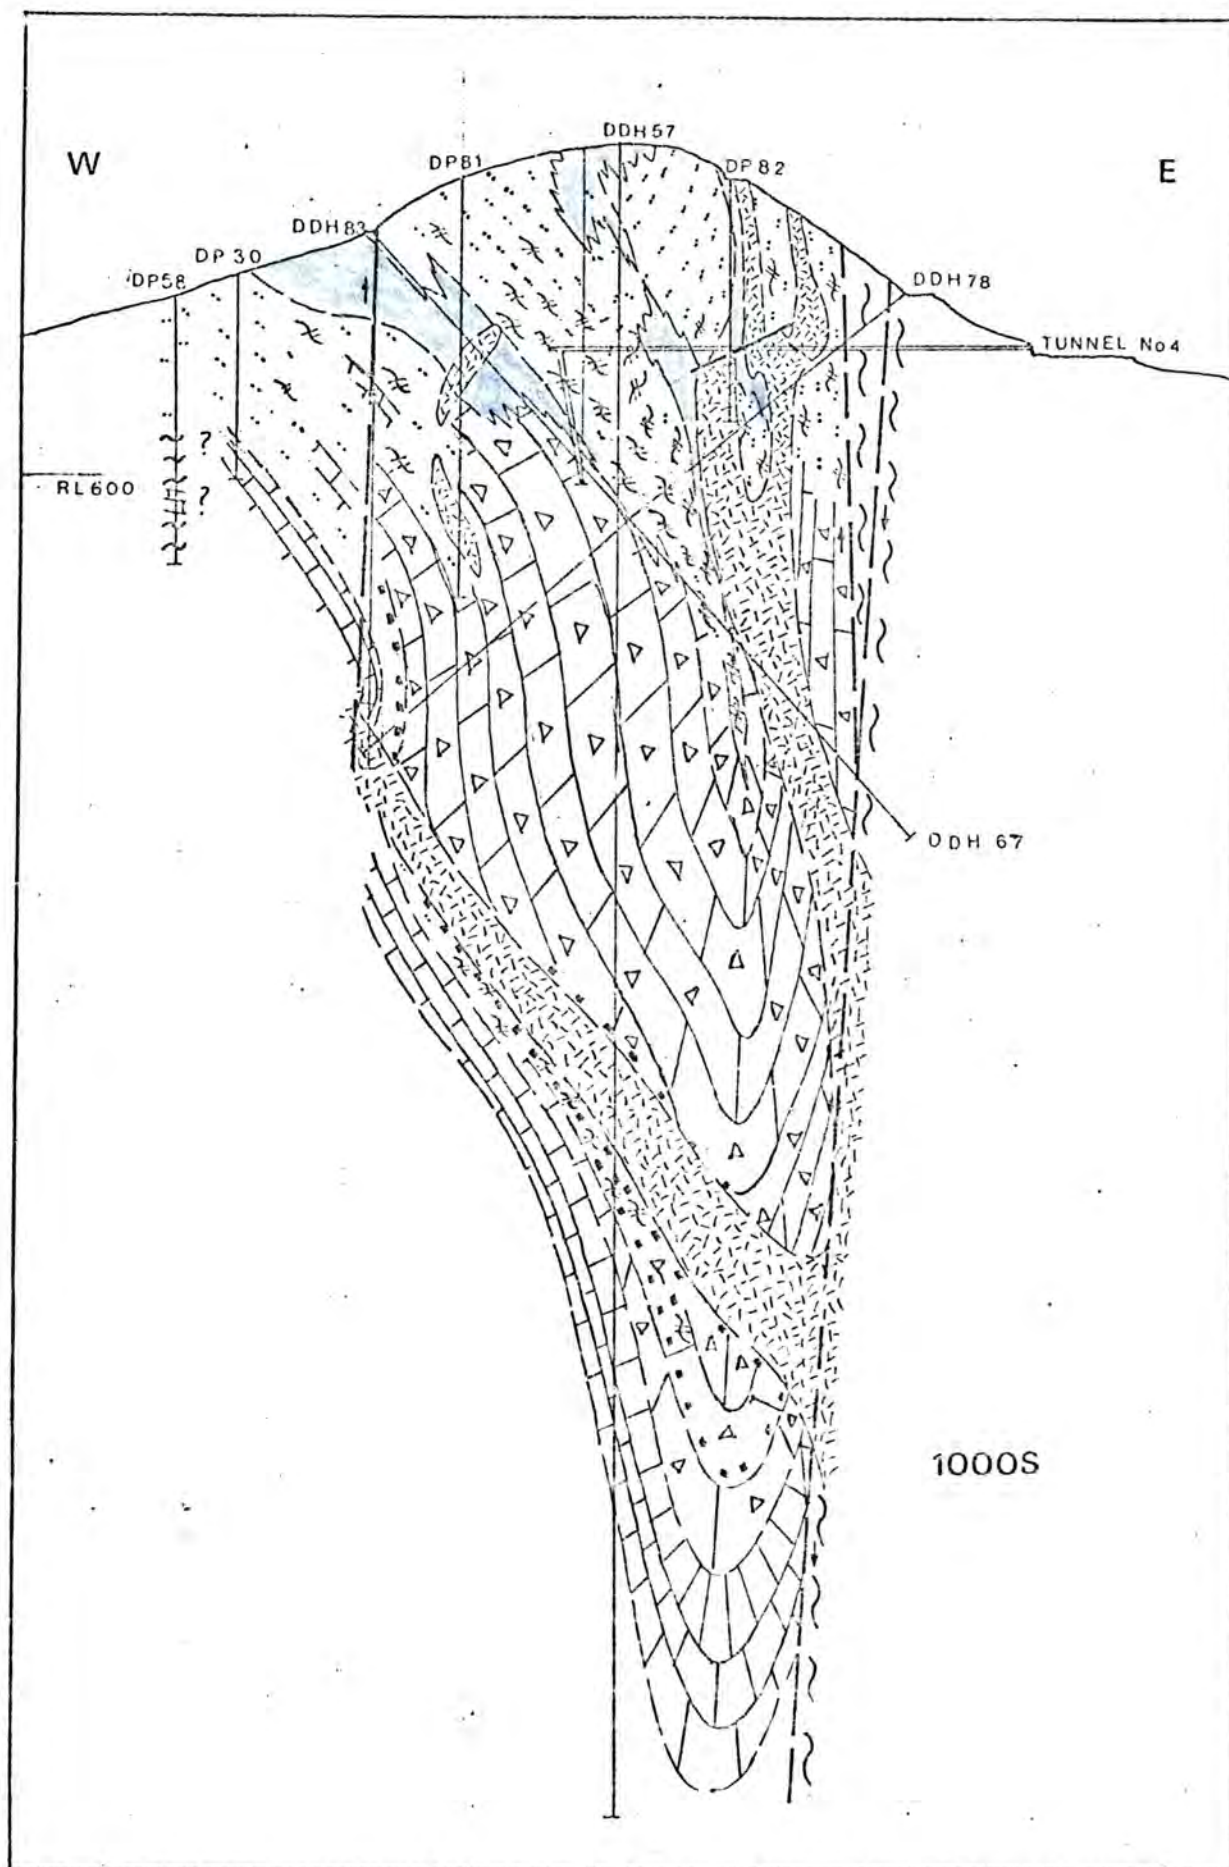 W
E
DDH57
DP81
DP82
DDH83
DP 30
DP58
DDH78
TUNNEL No4
? 
RL600
?
DDH 67
1000S